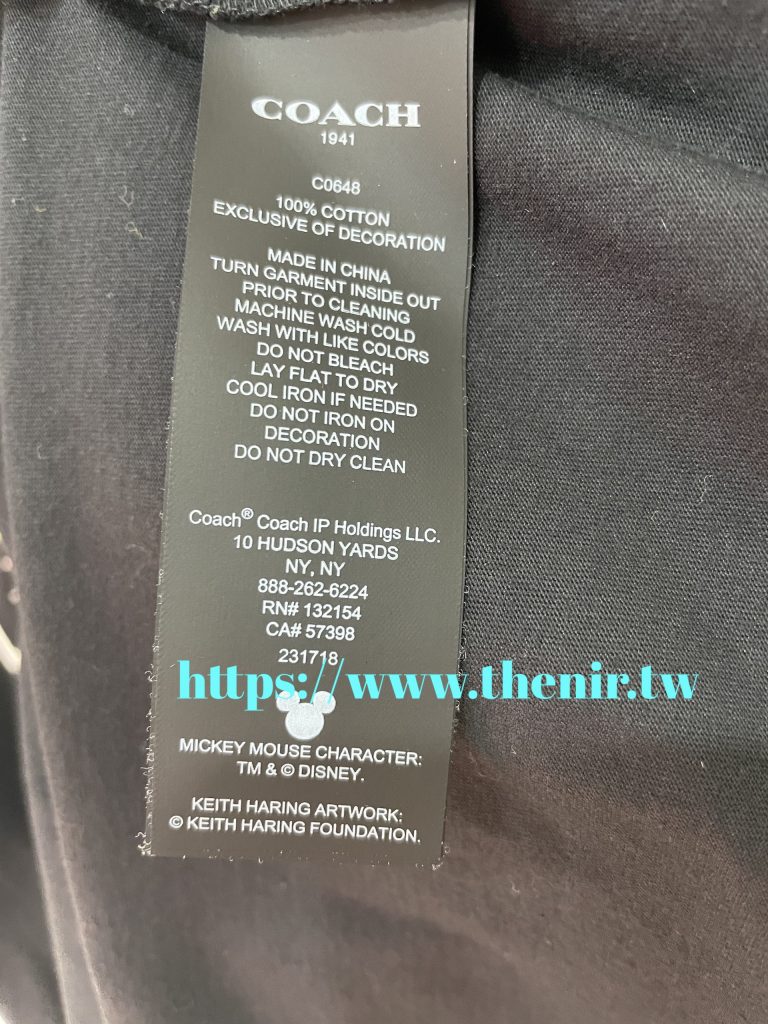 COACH
1941
C0648
100% COTTON
EXCLUSIVE OF DECORATION
MADE IN CHINA
TURN GARMENT INSIDE OUT
PRIOR TO CLEANING
MACHINE WASH COLD
WASH WITH LIKE COLORS
DO NOT BLEACH
LAY FLAT TO DRY
COOL IRON IF NEEDED
DO NOT IRON ON
DECORATION
DO NOT DRY CLEAN
Coach® Coach IP Holdings LLC.
10 HUDSON YARDS
NY, NY
888-262-6224
RN# 132154
CA# 57398
231718
https://www.thenir.tw
MICKEY MOUSE CHARACTER:
TM & © DISNEY.
KEITH HARING ARTWORK:
© KEITH HARING FOUNDATION.